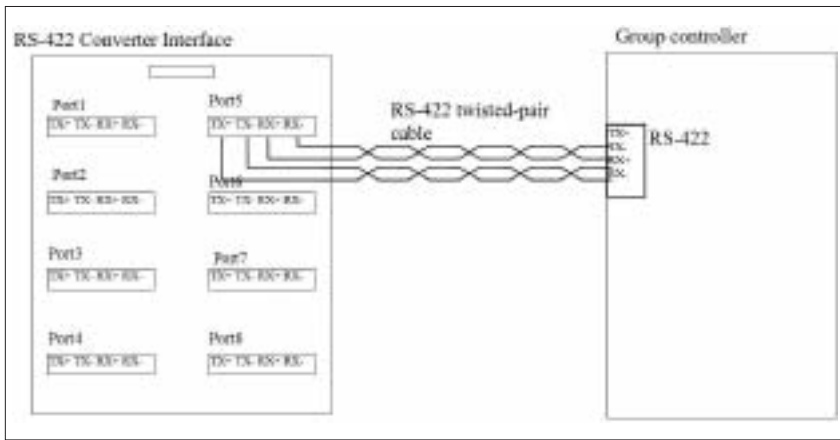 RS-422 Converter Interface
Group controller
Port1
TX+ TX- RX+ RX-
Port5
TX+ TX- RX+ RX-
RS-422 twisted-pair
cable
TX+
TX-
RX+
RX-
RS-422
Port2
TX+ TX- RX+ RX-
Port6
TX+ TX- RX+ RX-
Port3
TX+ TX- RX+ RX-
Port7
TX+ TX- RX+ RX-
Port4
TX+ TX- RX+ RX-
Port8
TX+ TX- RX+ RX-